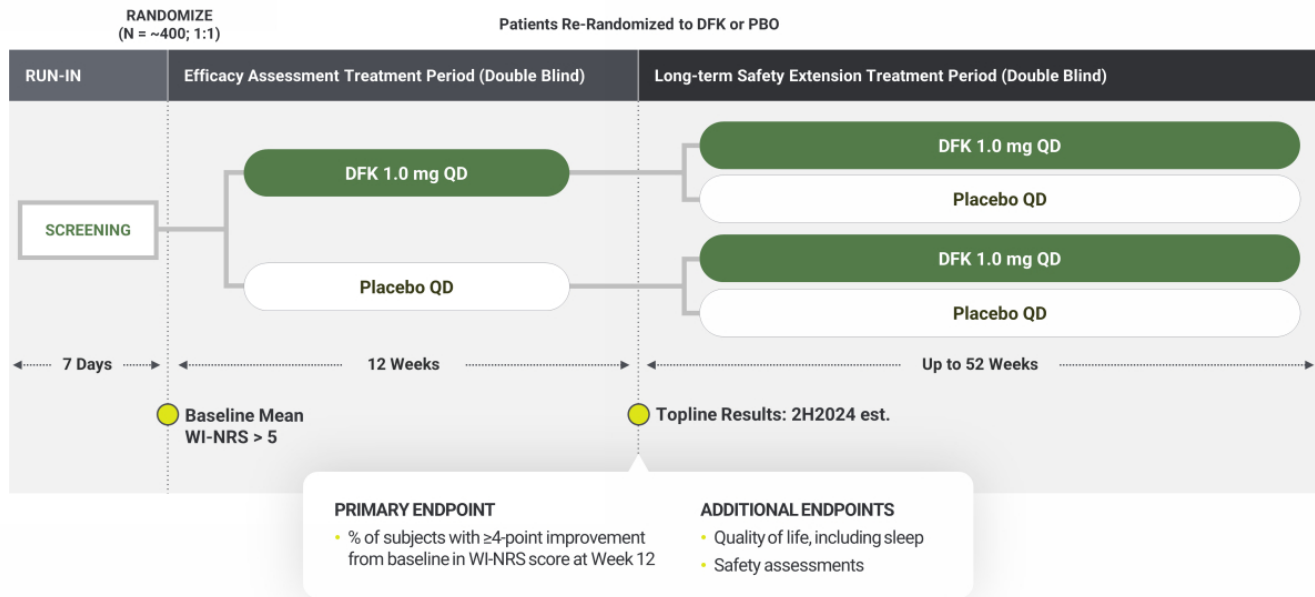 RANDOMIZE
(N = ~400; 1:1)
Patients Re-Randomized to DFK or PBO
RUN-IN
Efficacy Assessment Treatment Period (Double Blind)
Long-term Safety Extension Treatment Period (Double Blind)
SCREENING
DFK 1.0 mg QD
Placebo QD
DFK 1.0 mg QD
Placebo QD
DFK 1.0 mg QD
Placebo QD
7 Days
12 Weeks
Up to 52 Weeks
Baseline Mean
WI-NRS > 5
Topline Results: 2H2024 est.
PRIMARY ENDPOINT
• % of subjects with ≥4-point improvement
from baseline in WI-NRS score at Week 12
ADDITIONAL ENDPOINTS
• Quality of life, including sleep
• Safety assessments